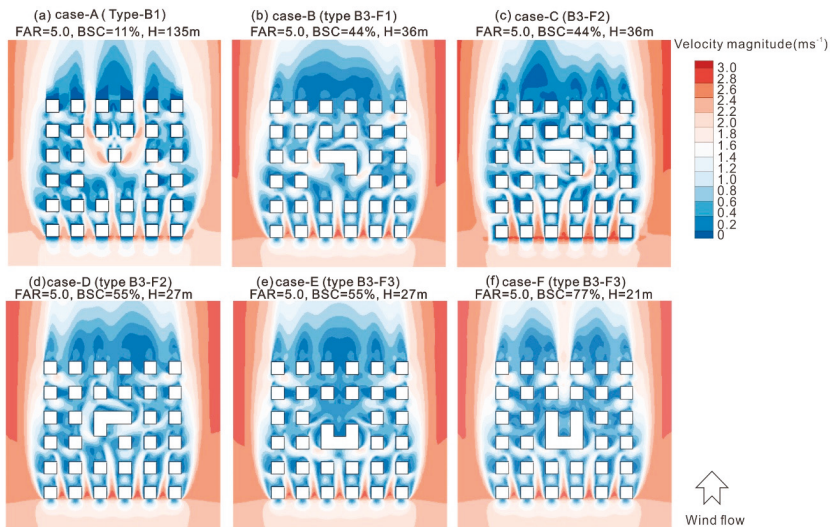 (a) case-A ( Type-B1)
FAR=5.0, BSC=11%, H=135m
(b) case-B (type B3-F1)
FAR=5.0, BSC=44%, H=36m
(c) case-C (B3-F2)
FAR=5.0, BSC=44%, H=36m
Velocity magnitude(ms⁻¹)
3.0
2.8
2.6
2.4
2.2
2.0
1.8
1.6
1.4
1.2
1.0
0.8
0.6
0.4
0.2
0
(d)case-D (type B3-F2)
FAR=5.0, BSC=55%, H=27m
(e)case-E (type B3-F3)
FAR=5.0, BSC=55%, H=27m
(f) case-F (type B3-F3)
FAR=5.0, BSC=77%, H=21m
Wind flow